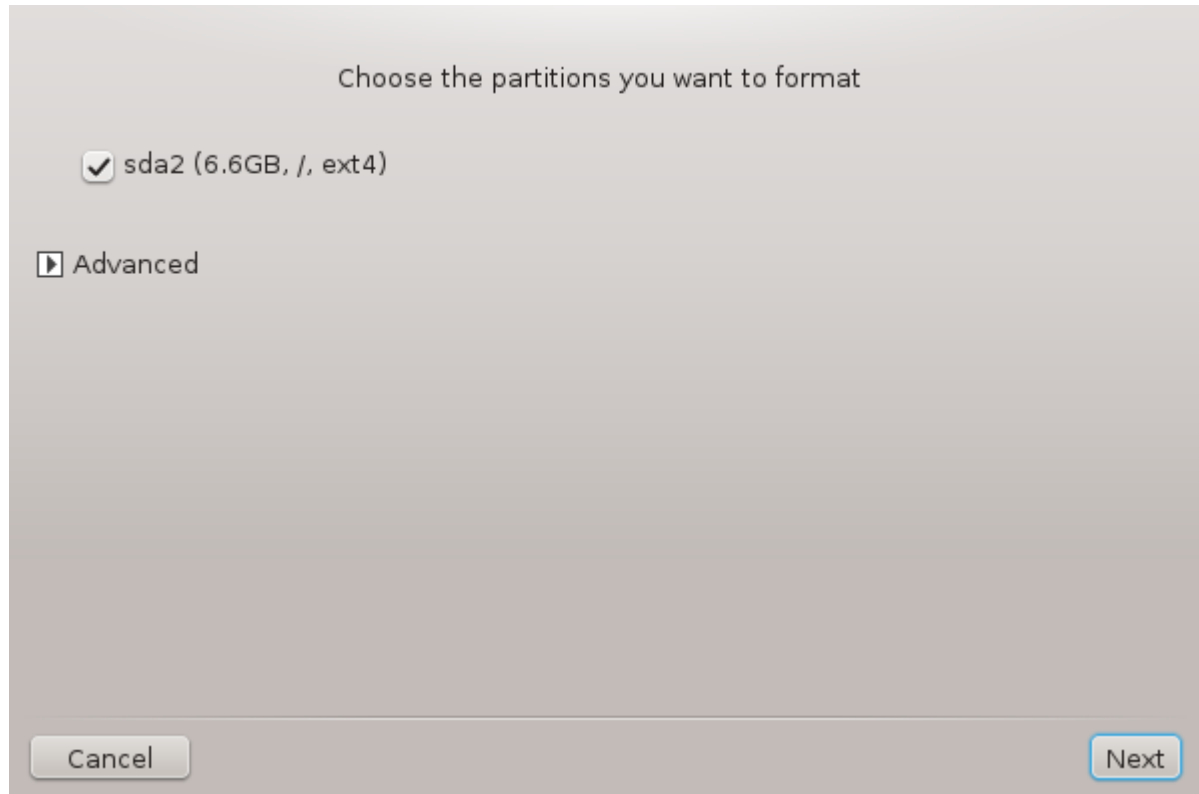 Choose the partitions you want to format
sda2 (6.6GB, /, ext4)
Advanced
Cancel
Next